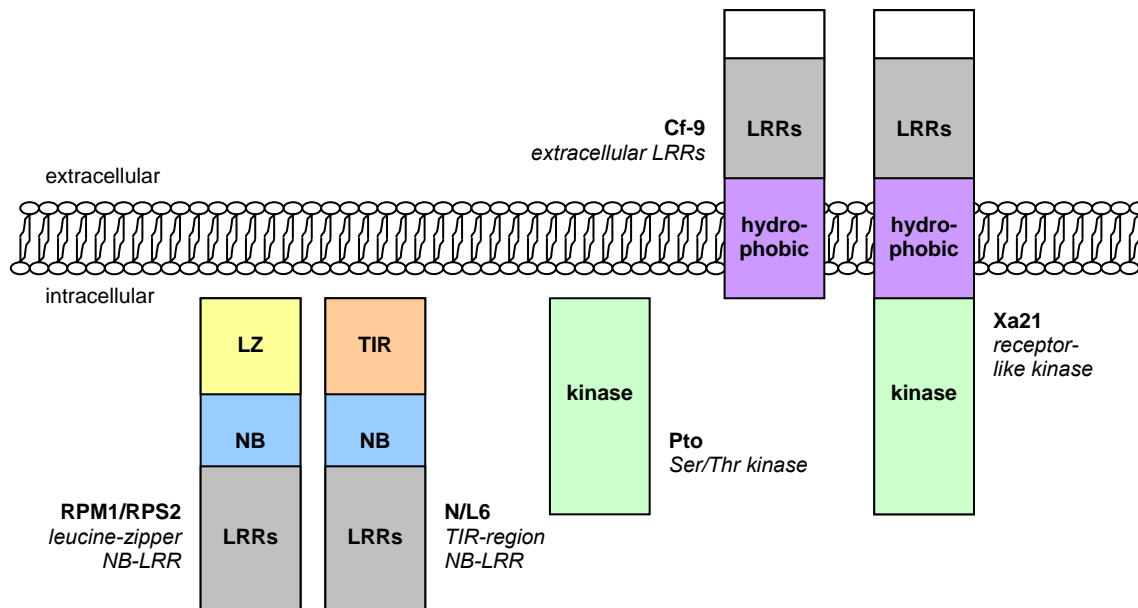 LRRs
LRRs
Cf-9
extracellular LRRs
extracellular
hydro-
phobic
hydro-
phobic
intracellular
LZ
TIR
kinase
kinase
Xa21
receptor-
like kinase
NB
NB
Pto
Ser/Thr kinase
RPM1/RPS2
leucine-zipper
NB-LRR
LRRs
LRRs
N/L6
TIR-region
NB-LRR